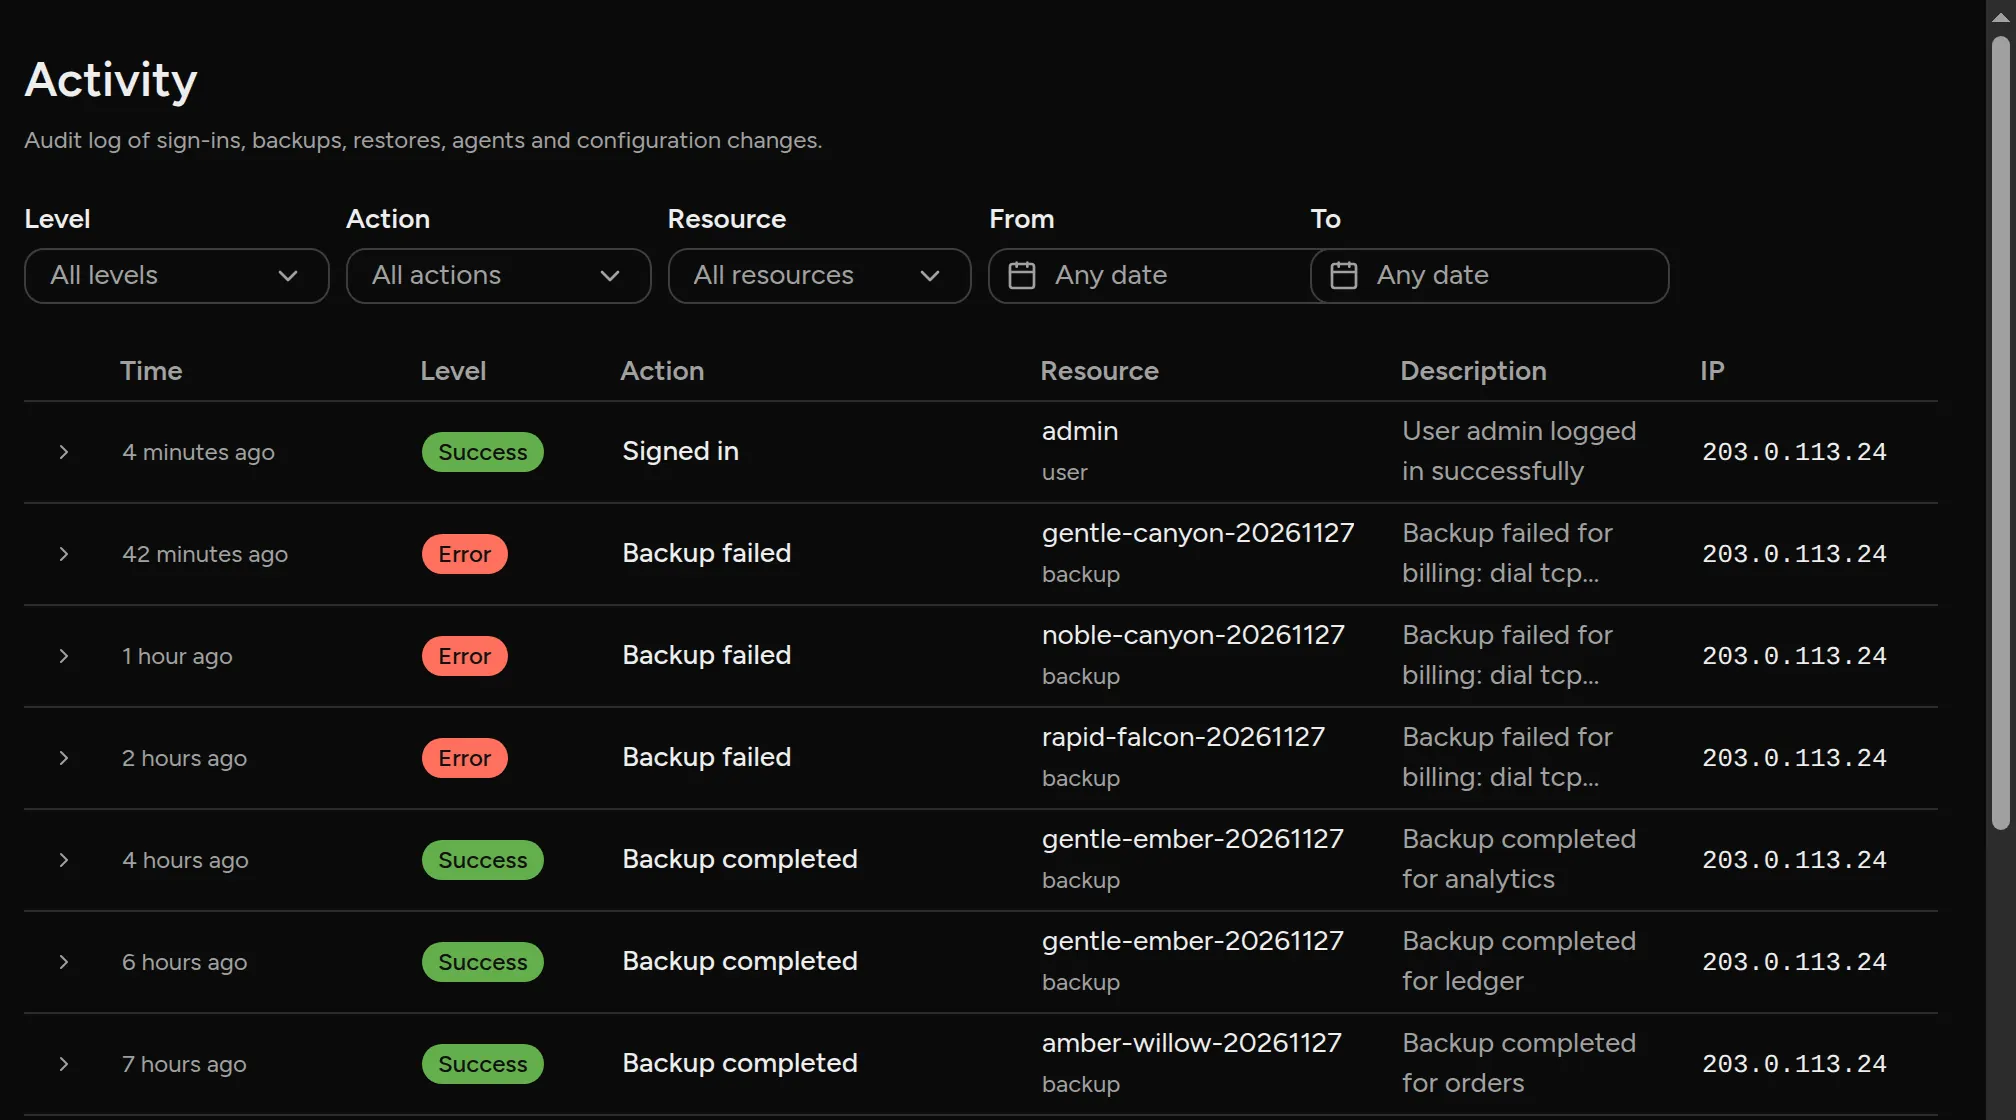 Activity
Audit log of sign-ins, backups, restores, agents and configuration changes.
Level Action Resource From To
All levels All actions All resources Any date Any date
Time Level Action Resource Description IP
4 minutes ago Success Signed in admin user User admin logged in successfully 203.0.113.24
42 minutes ago Error Backup failed gentle-canyon-20261127 backup Backup failed for billing: dial tcp... 203.0.113.24
1 hour ago Error Backup failed noble-canyon-20261127 backup Backup failed for billing: dial tcp... 203.0.113.24
2 hours ago Error Backup failed rapid-falcon-20261127 backup Backup failed for billing: dial tcp... 203.0.113.24
4 hours ago Success Backup completed gentle-ember-20261127 backup Backup completed for analytics 203.0.113.24
6 hours ago Success Backup completed gentle-ember-20261127 backup Backup completed for ledger 203.0.113.24
7 hours ago Success Backup completed amber-willow-20261127 backup Backup completed for orders 203.0.113.24